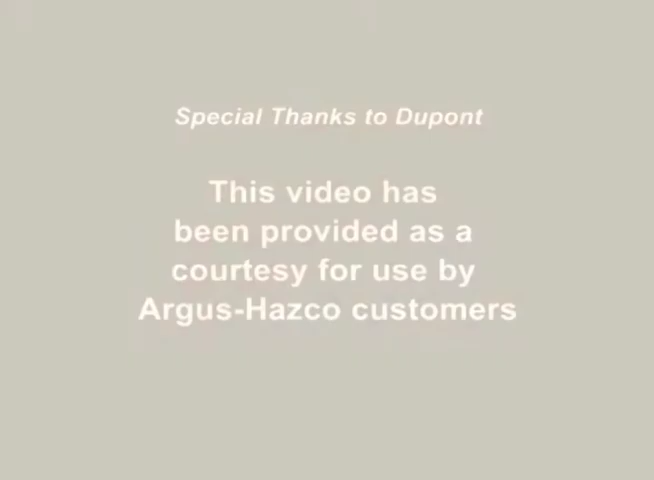 Special Thanks to Dupont
This video has
been provided as a
courtesy for use by
Argus-Hazco customers